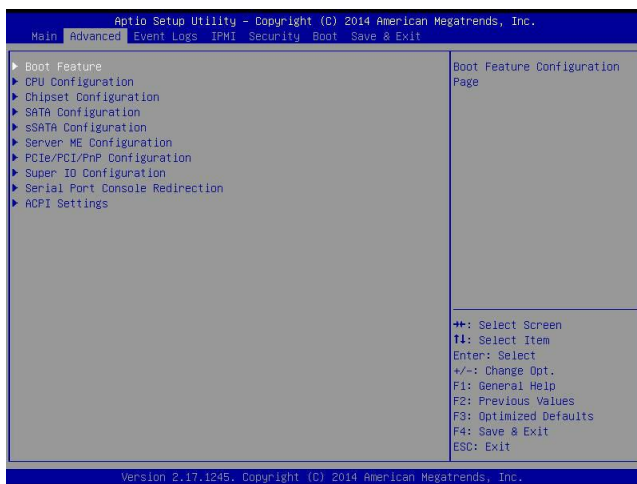 Aptio Setup Utility – Copyright (C) 2014 American Megatrends, Inc.
Main Advanced Event Logs IPMI Security Boot Save & Exit
Boot Feature
CPU Configuration
Chipset Configuration
SATA Configuration
sSATA Configuration
Server ME Configuration
PCIe/PCI/PnP Configuration
Super IO Configuration
Serial Port Console Redirection
ACPI Settings
Boot Feature Configuration
Page
→←: Select Screen
↑↓: Select Item
Enter: Select
+/-: Change Opt.
F1: General Help
F2: Previous Values
F3: Optimized Defaults
F4: Save & Exit
ESC: Exit
Version 2.17.1245. Copyright (C) 2014 American Megatrends, Inc.